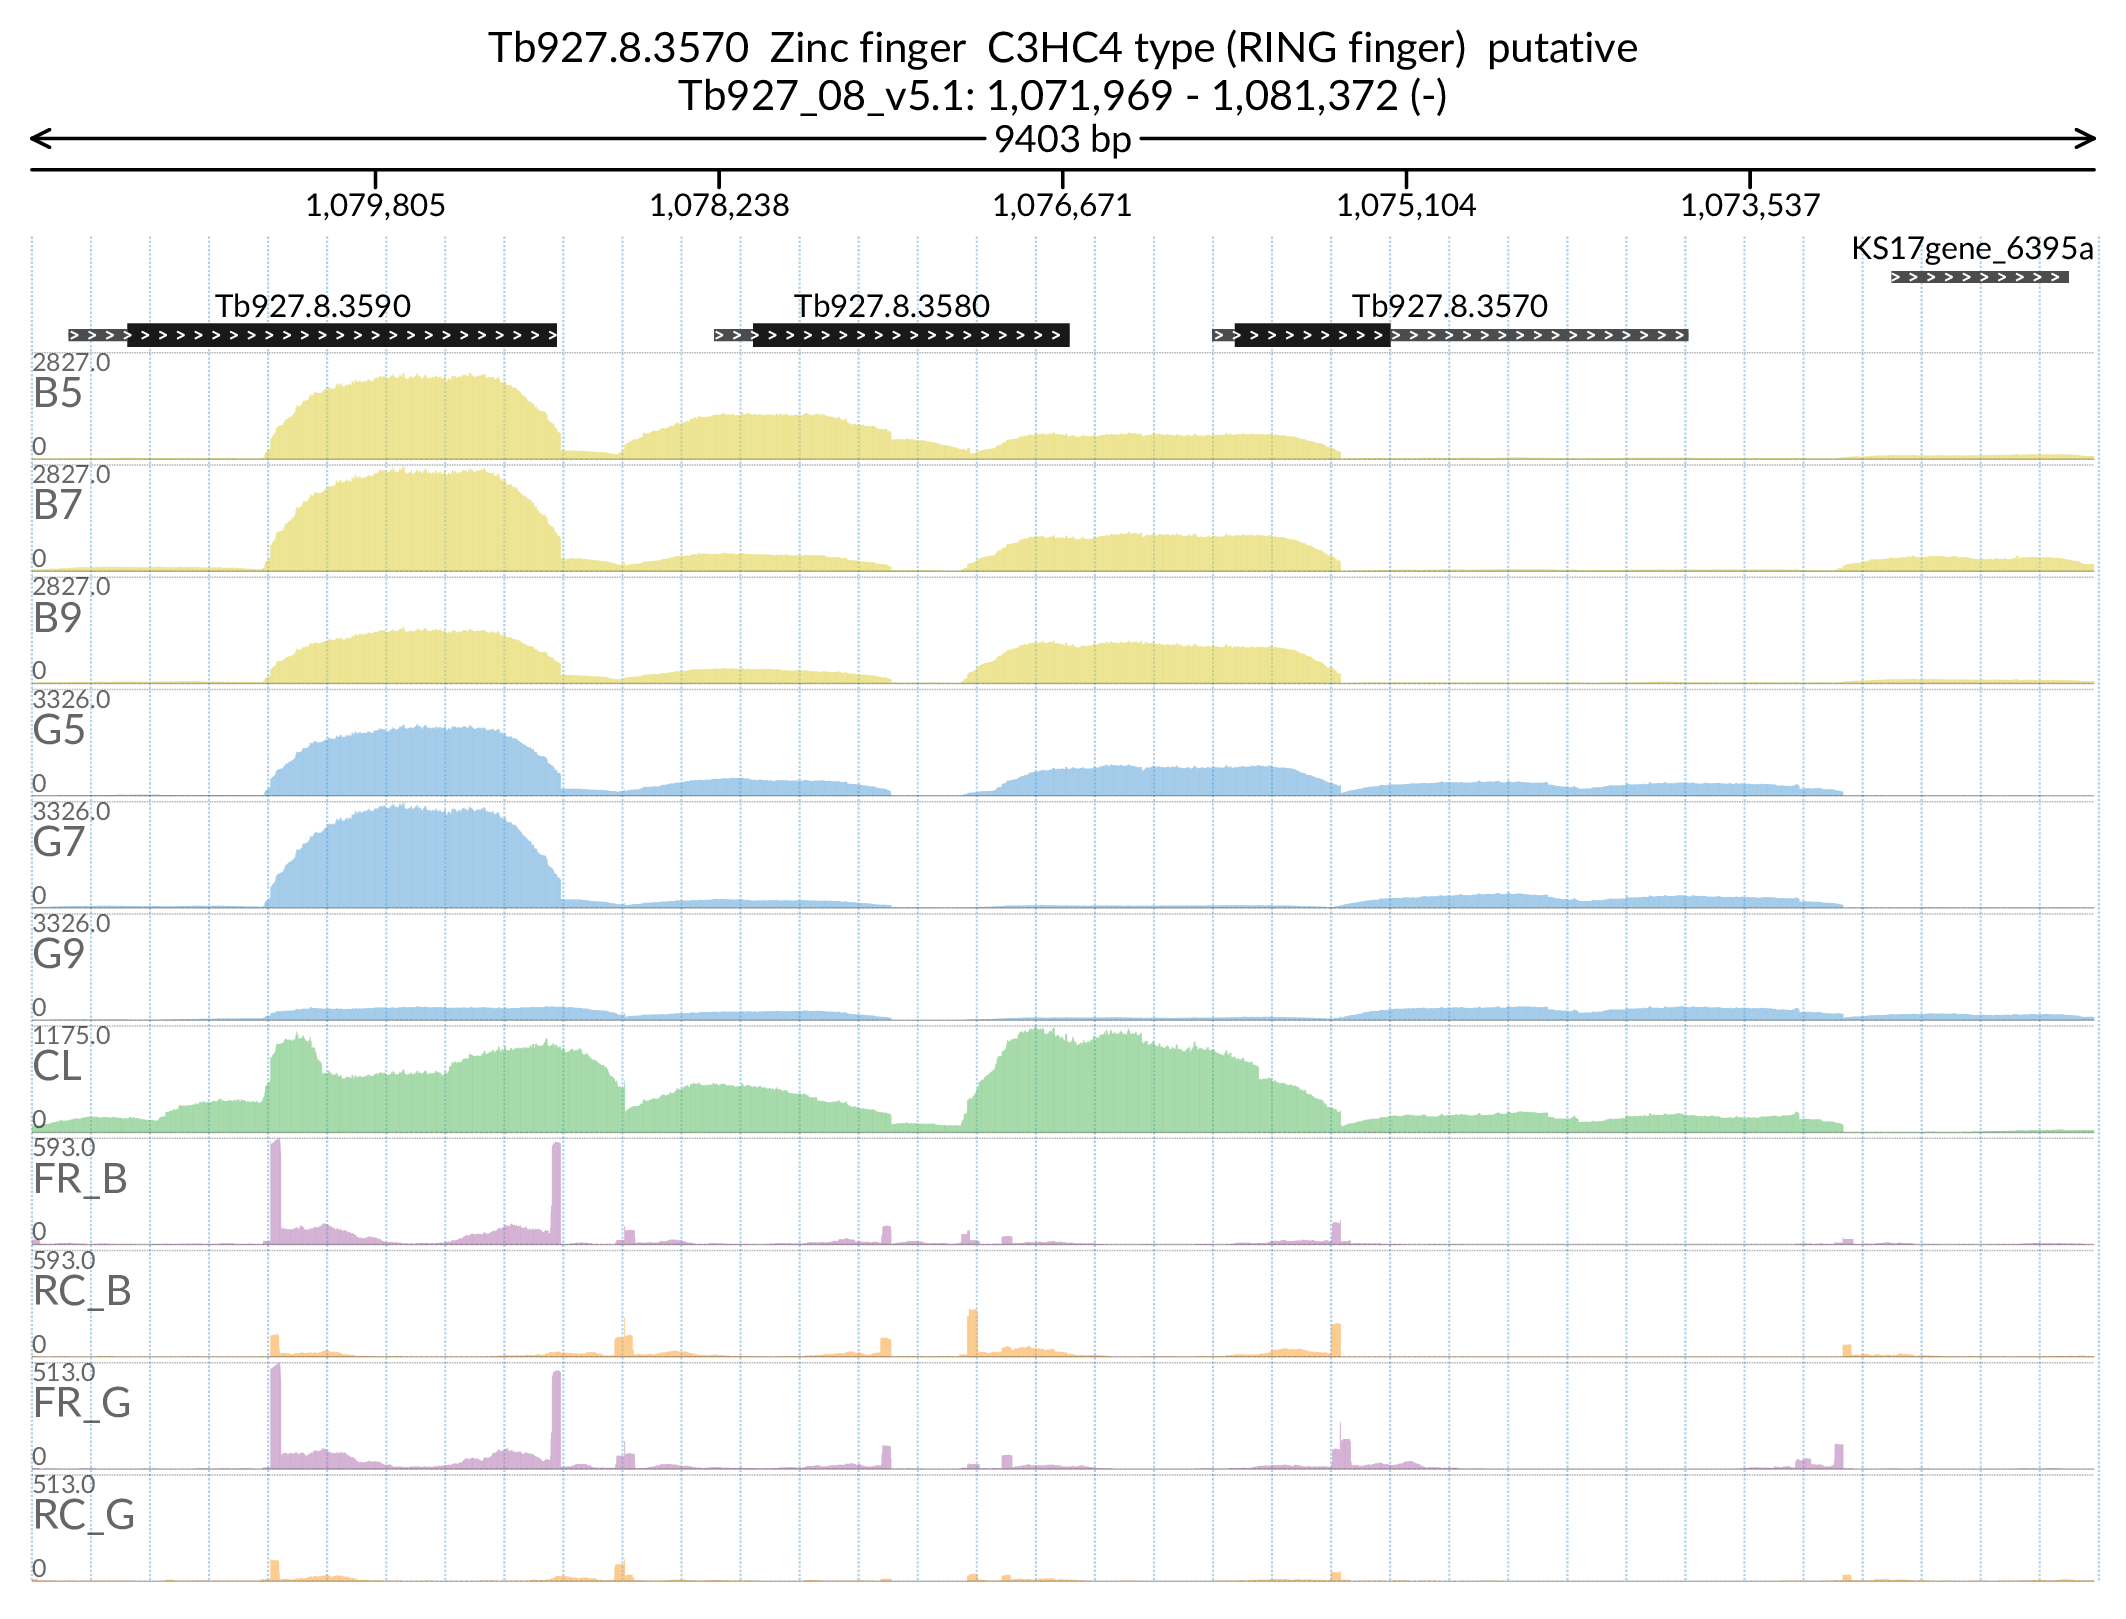 Tb927.8.3570 Zinc finger C3HC4 type (RING finger) putative
Tb927_08_v5.1: 1,071,969 - 1,081,372 (-)
9403 bp
1,079,805 1,078,238 1,076,671 1,075,104 1,073,537
KS17gene_6395a
Tb927.8.3590 Tb927.8.3580 Tb927.8.3570
2827.0
B5
0
2827.0
B7
0
2827.0
B9
0
3326.0
G5
0
3326.0
G7
0
3326.0
G9
0
1175.0
CL
0
593.0
FR_B
0
593.0
RC_B
0
513.0
FR_G
0
513.0
RC_G
0